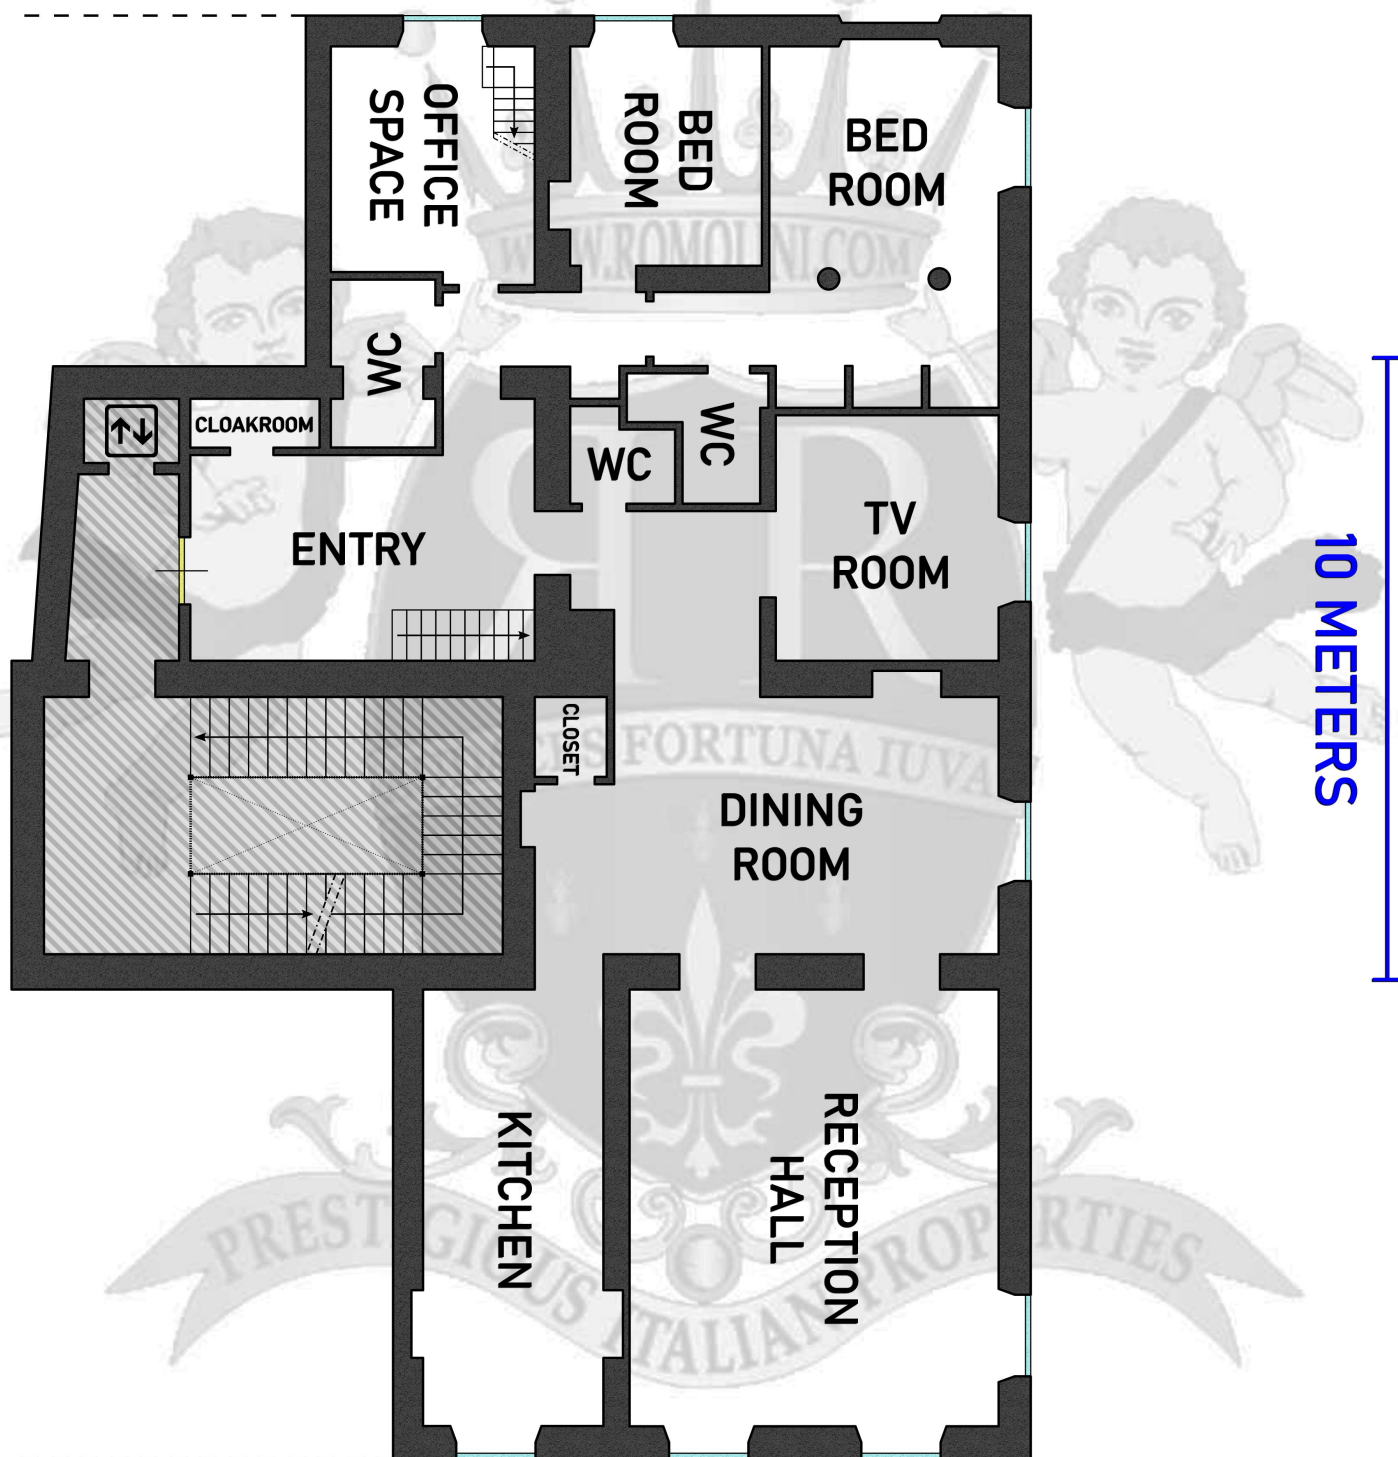 OFFICE
SPACE
BED
ROOM
BED
ROOM
WWW.ROMOLINI.COM
WC
CLOAKROOM
WC
WC
ENTRY
TV
ROOM
10 METERS
CLOSET
FORTUNA IUVA
DINING
ROOM
KITCHEN
RECEPTION
HALL
PRESTIGIOUS ITALIAN PROPERTIES